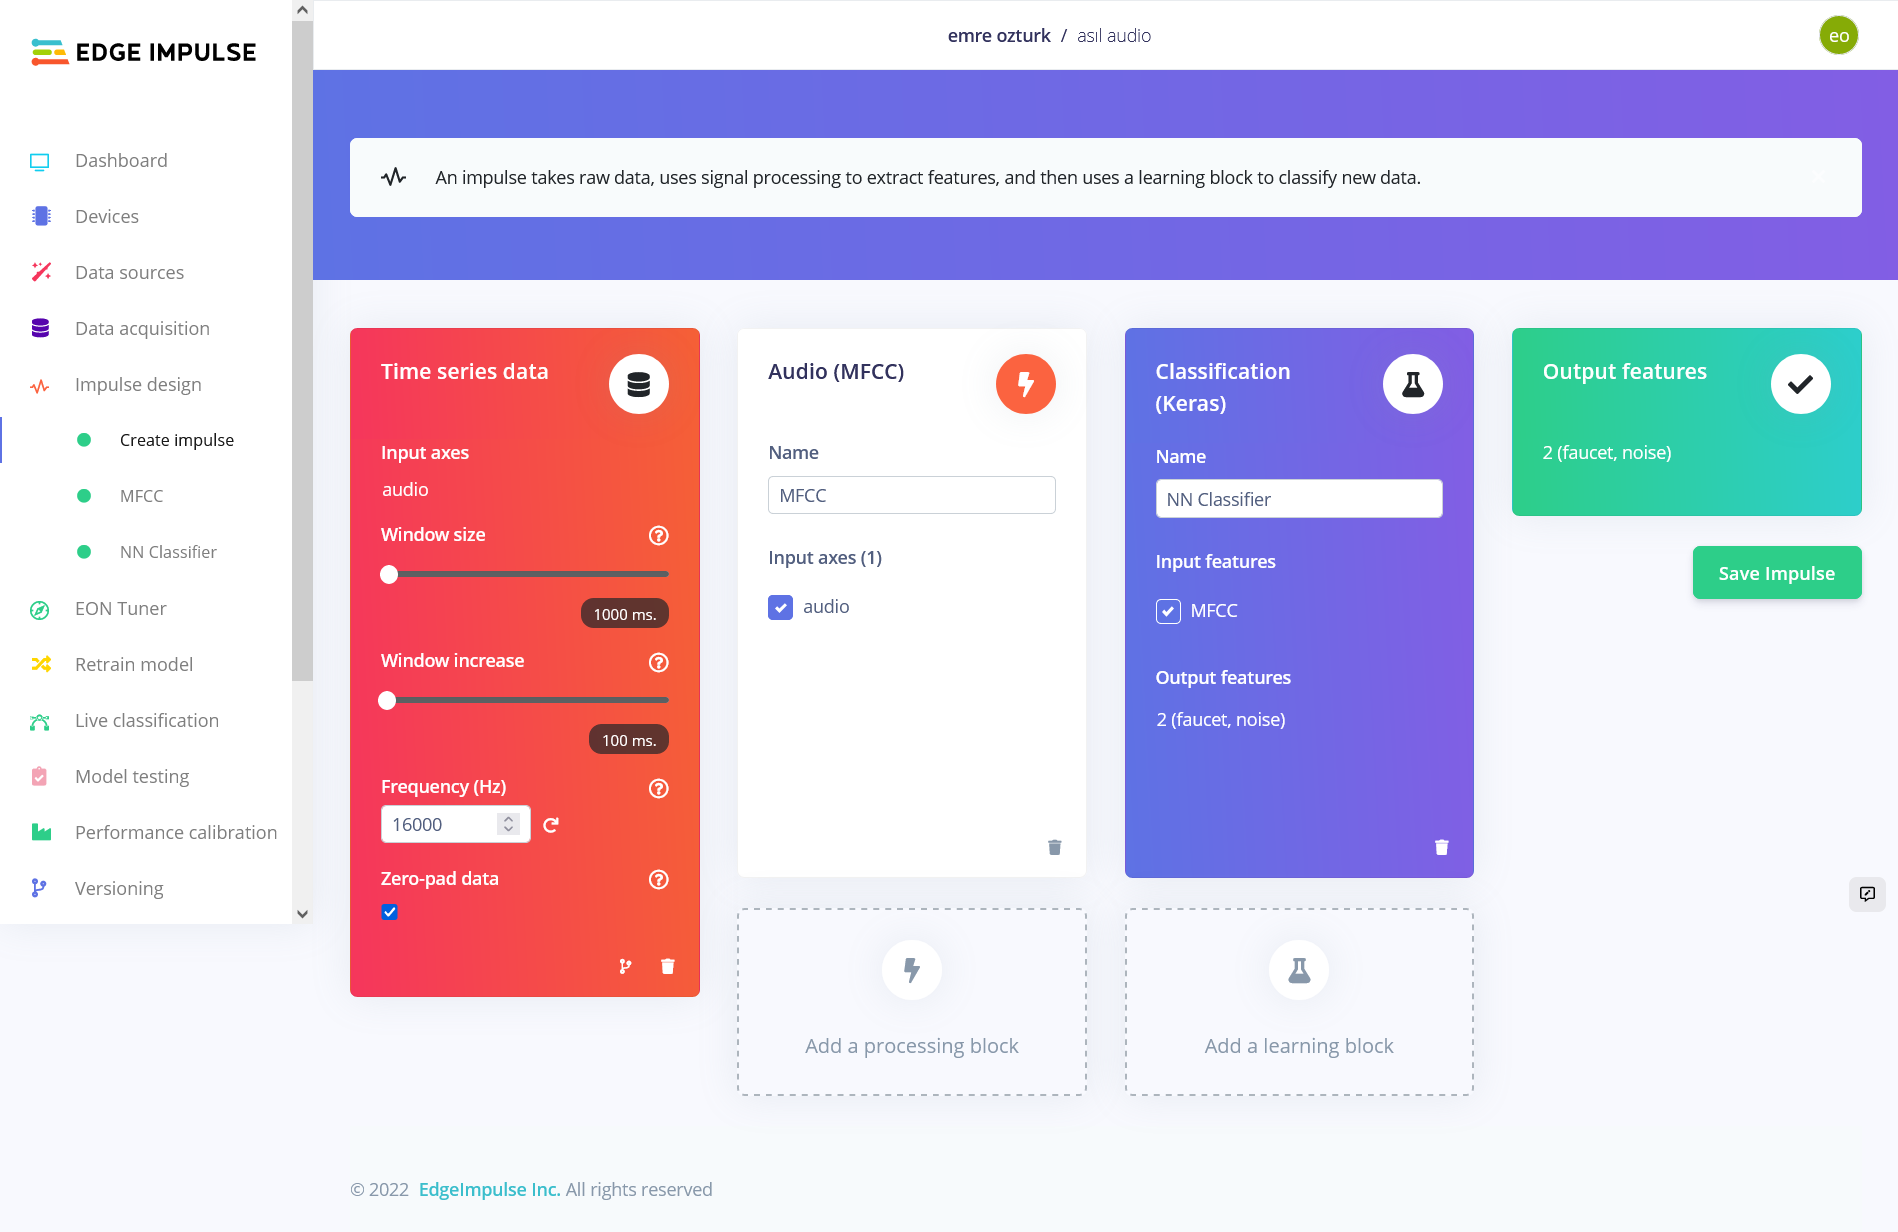 EDGE IMPULSE
Dashboard
Devices
Data sources
Data acquisition
Impulse design
Create impulse
MFCC
NN Classifier
EON Tuner
Retrain model
Live classification
Model testing
Performance calibration
Versioning
emre ozturk / asıl audio
eo
An impulse takes raw data, uses signal processing to extract features, and then uses a learning block to classify new data.
Time series data
Input axes
audio
Window size
1000 ms.
Window increase
100 ms.
Frequency (Hz)
16000
Zero-pad data
Audio (MFCC)
Name
MFCC
Input axes (1)
audio
Classification
(Keras)
Name
NN Classifier
Input features
MFCC
Output features
2 (faucet, noise)
Output features
2 (faucet, noise)
Save Impulse
Add a processing block
Add a learning block
© 2022 EdgeImpulse Inc. All rights reserved